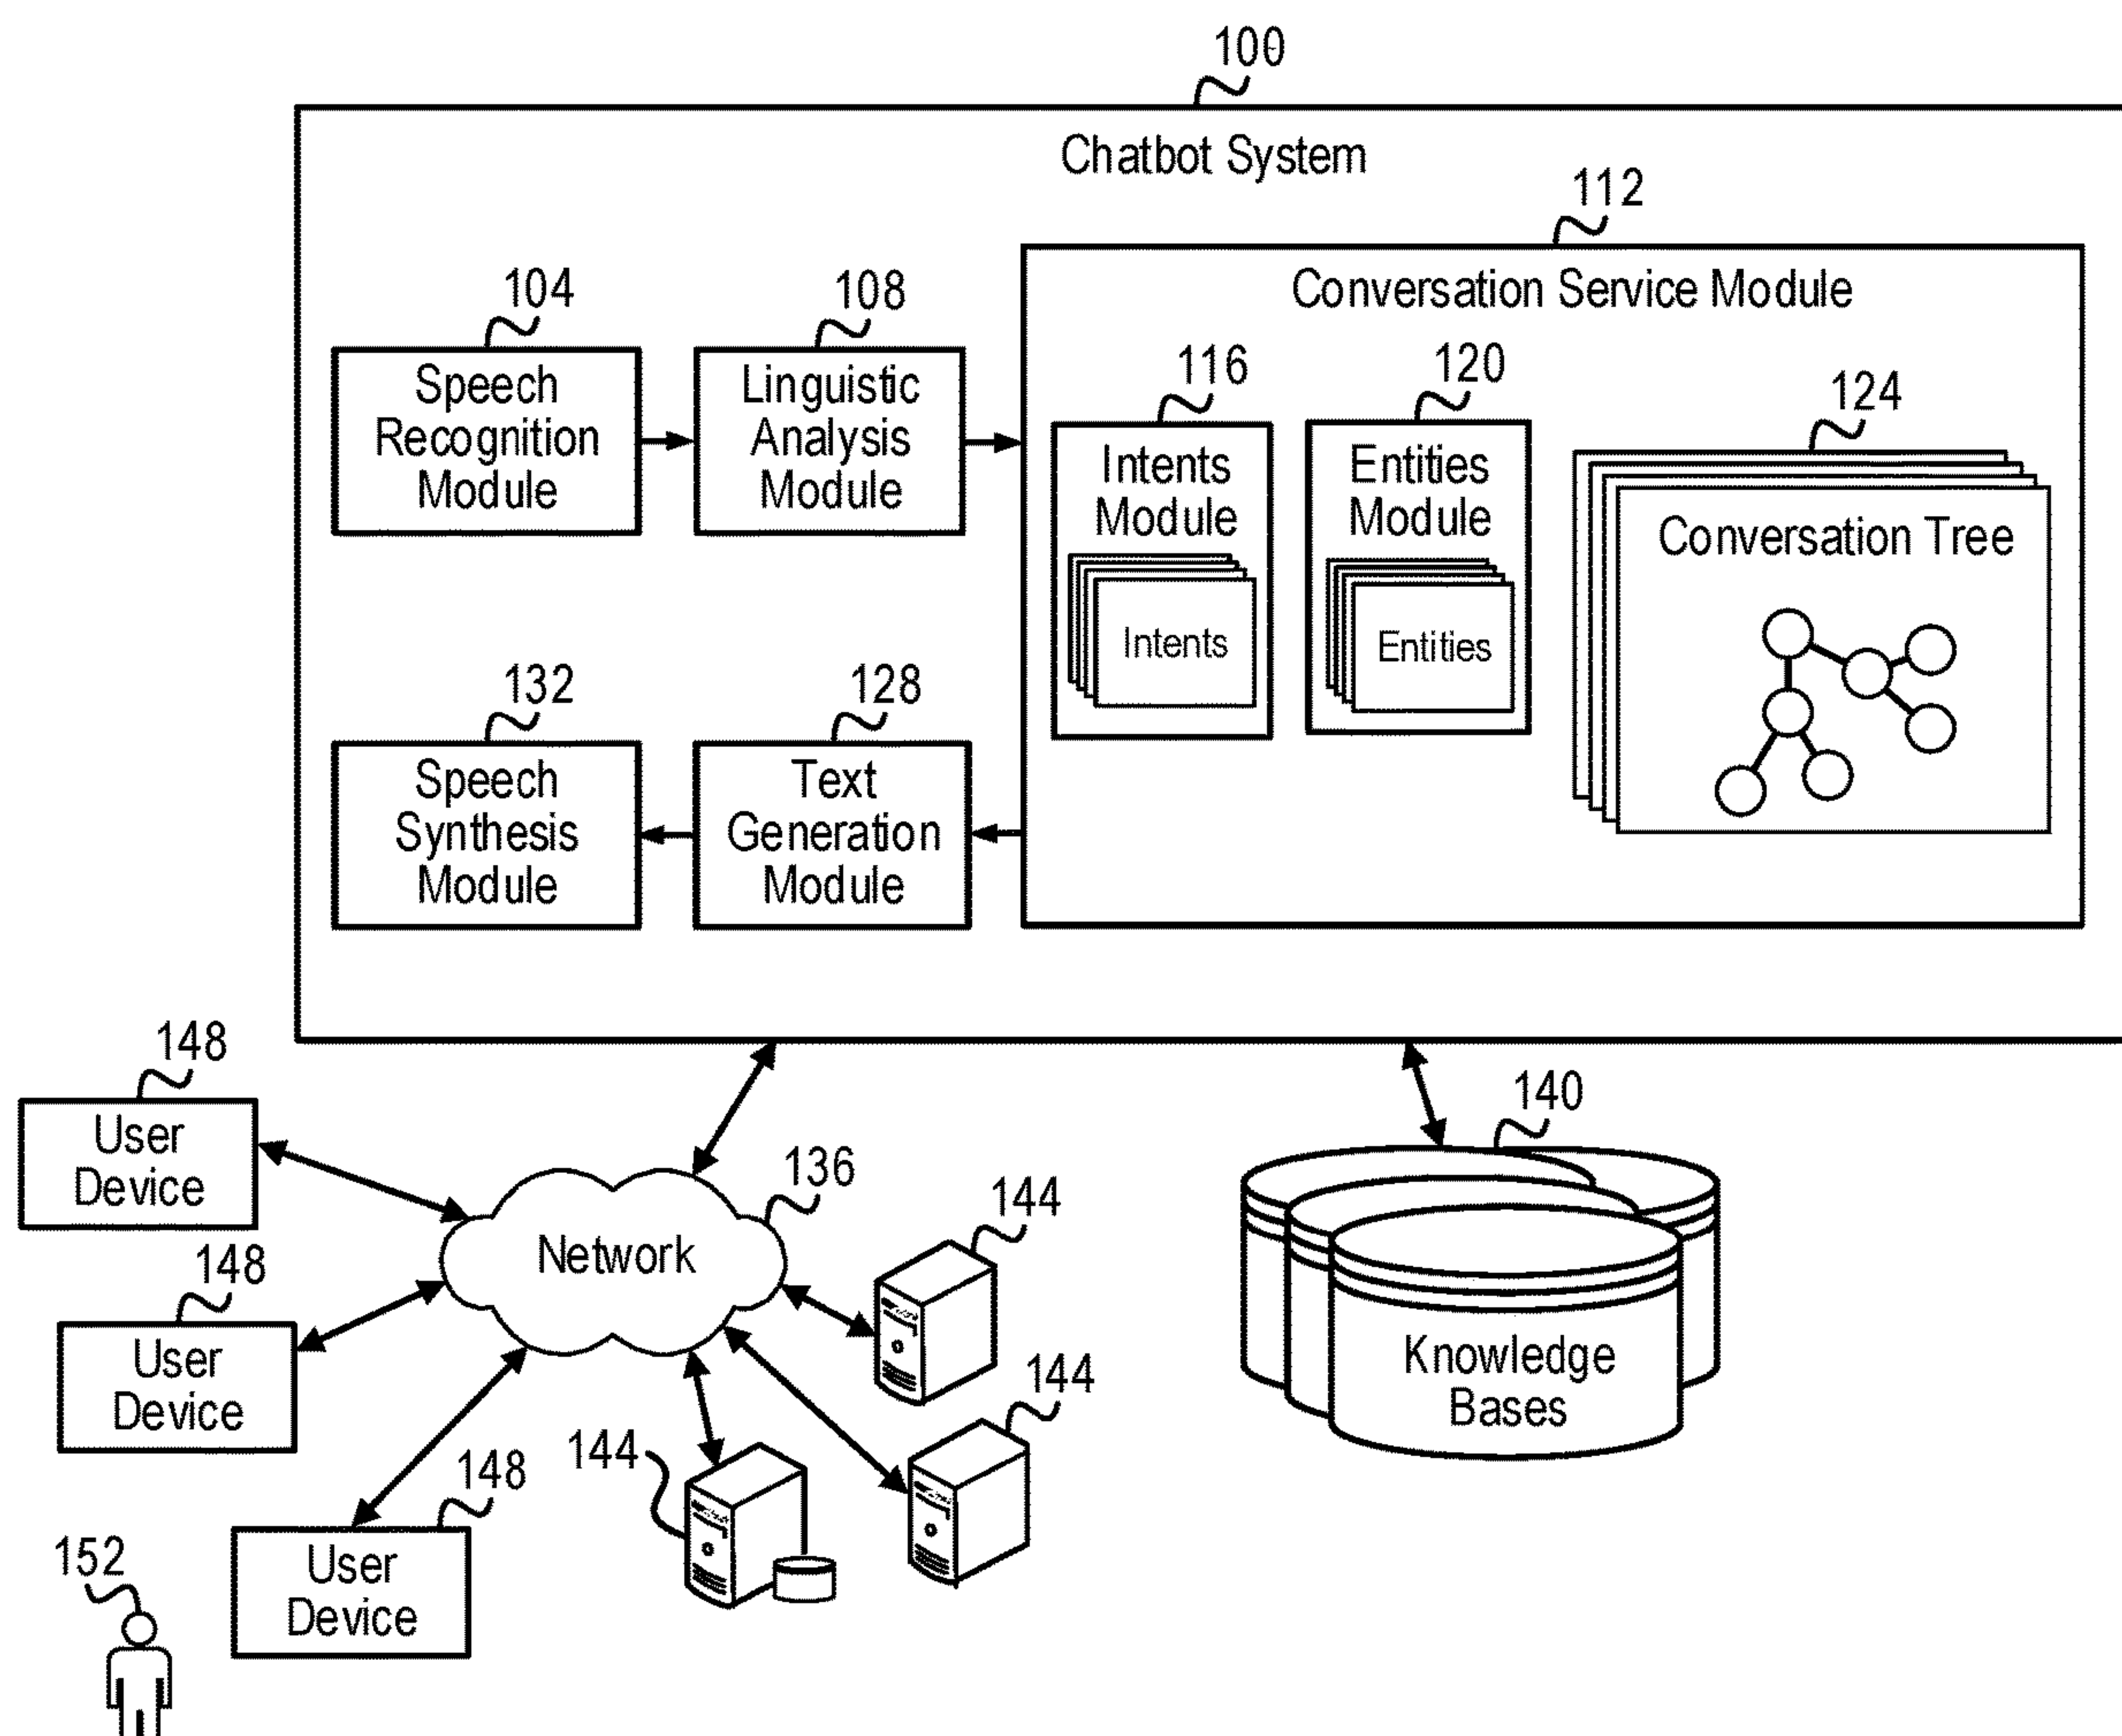 100
Chatbot System
112
Conversation Service Module
104
108
Speech
Recognition
Module
Linguistic
Analysis
Module
116
120
124
Intents
Module
Intents
Entities
Module
Entities
Conversation Tree
132
128
Speech
Synthesis
Module
Text
Generation
Module
148
User
Device
140
136
144
Network
148
User
Device
Knowledge
Bases
144
144
148
User
Device
152